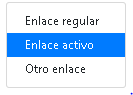 Enlace regular
Enlace activo
Otro enlace
.